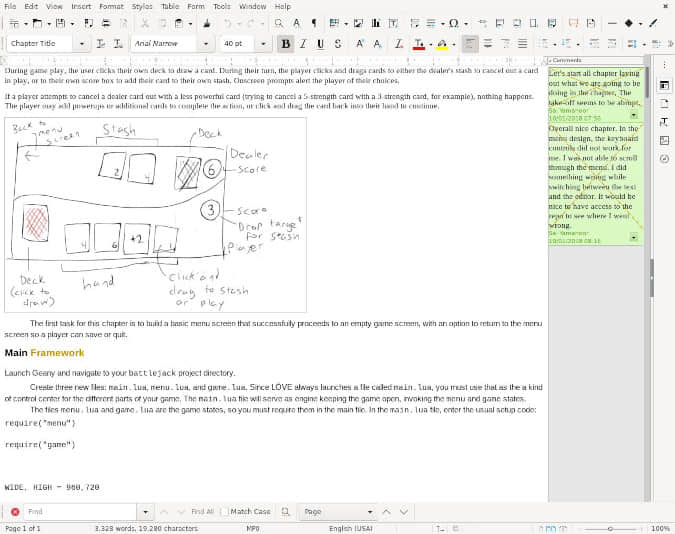 File Edit View Insert Format Styles Table Form Tools Window Help
Chapter Title Arial Narrow 40 pt B I U S
During game play, the user clicks their own deck to draw a card. During their turn, the player clicks and drags cards to either the dealer's stash to cancel out a card
in play, or to their own score box to add their card to their own stash. Onscreen prompts alert the player of their choices.
If a player attempts to cancel a dealer card out with a less powerful card (trying to cancel a 5-strength card with a 3-strength card, for example), nothing happens.
The player may add powerups or additional cards to complete the action, or click and drag the card back into their hand to continue.
Back to
menu
screen
Stash
Deck
2 4
6
Dealer
score
3
score
Drop target
for stash
4 6 +2 1
Player
Deck
(click to
draw)
hand
click and
drag to stash
or play
The first task for this chapter is to build a basic menu screen that successfully proceeds to an empty game screen, with an option to return to the menu
screen so a player can save or quit.
Main Framework
Launch Geany and navigate to your battlejack project directory.
Create three new files: main.lua, menu.lua, and game.lua. Since LÖVE always launches a file called main.lua, you must use that as the a kind
of control center for the different parts of your game. The main.lua file will serve as engine keeping the game open, invoking the menu and game states.
The files menu.lua and game.lua are the game states, so you must require them in the main file. In the main.lua file, enter the usual setup code:
require("menu")
require("game")
WIDE, HIGH = 960,720
Comments
Let's start all chapter laying
out what we are going to be
doing in the chapter. The
take-off seems to be abrupt.
Sai Yamanoor
10/01/2018 07:56
Overall nice chapter. In the
menu design, the keyboard
controls did not work for
me. I was not able to scroll
through the menu. I did
something wrong while
switching between the text
and the editor. It would be
nice to have access to the
repo to see where I went
wrong.
Sai Yamanoor
10/01/2018 08:16
Find Find All Match Case Page
Page 1 of 1 3,328 words, 19,280 characters MP0 English (USA) 100%